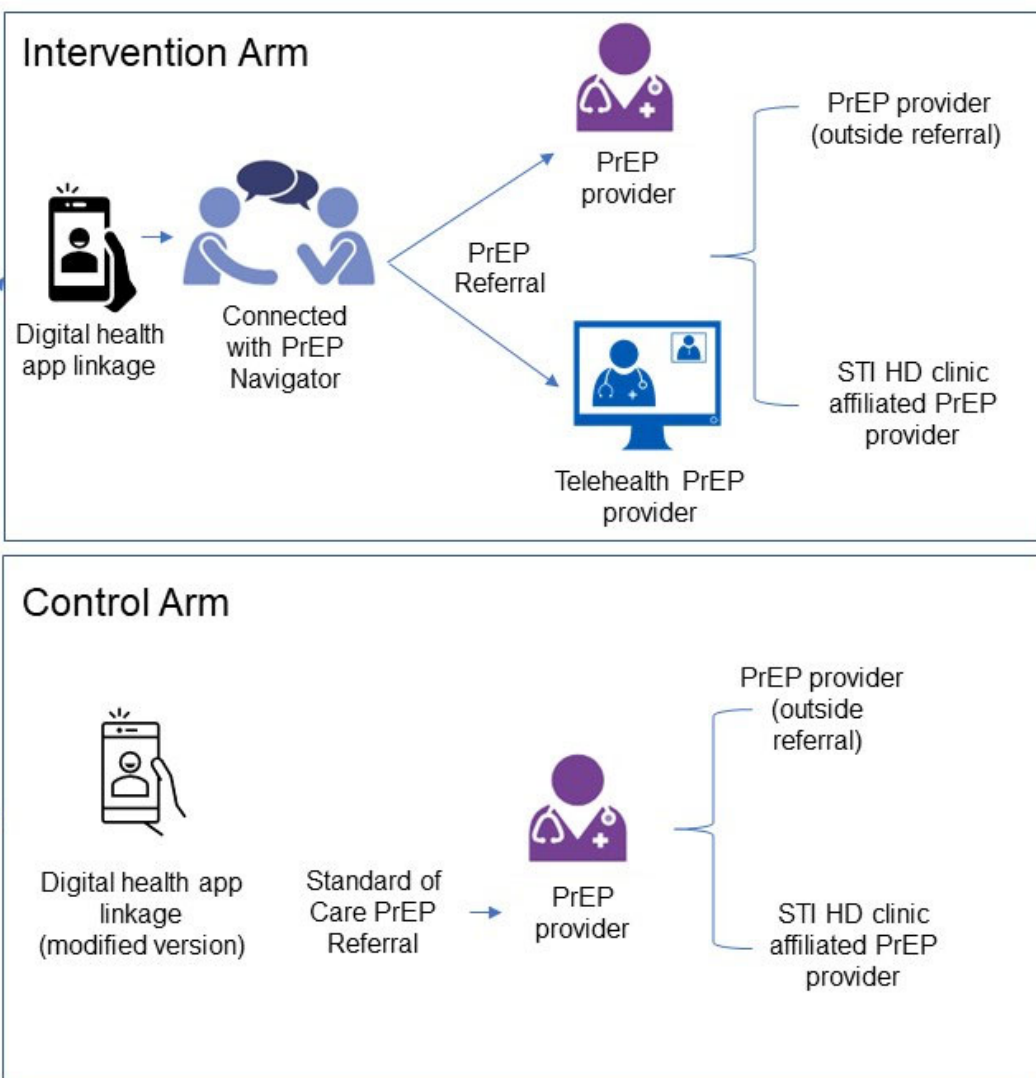 Intervention Arm
Digital health
app linkage
Connected
with PrEP
Navigator
PrEP
Referral
PrEP
provider
Telehealth PrEP
provider
PrEP provider
(outside referral)
STI HD clinic
affiliated PrEP
provider
Control Arm
Digital health app
linkage
(modified version)
Standard of
Care PrEP
Referral
PrEP
provider
PrEP provider
(outside
referral)
STI HD clinic
affiliated PrEP
provider